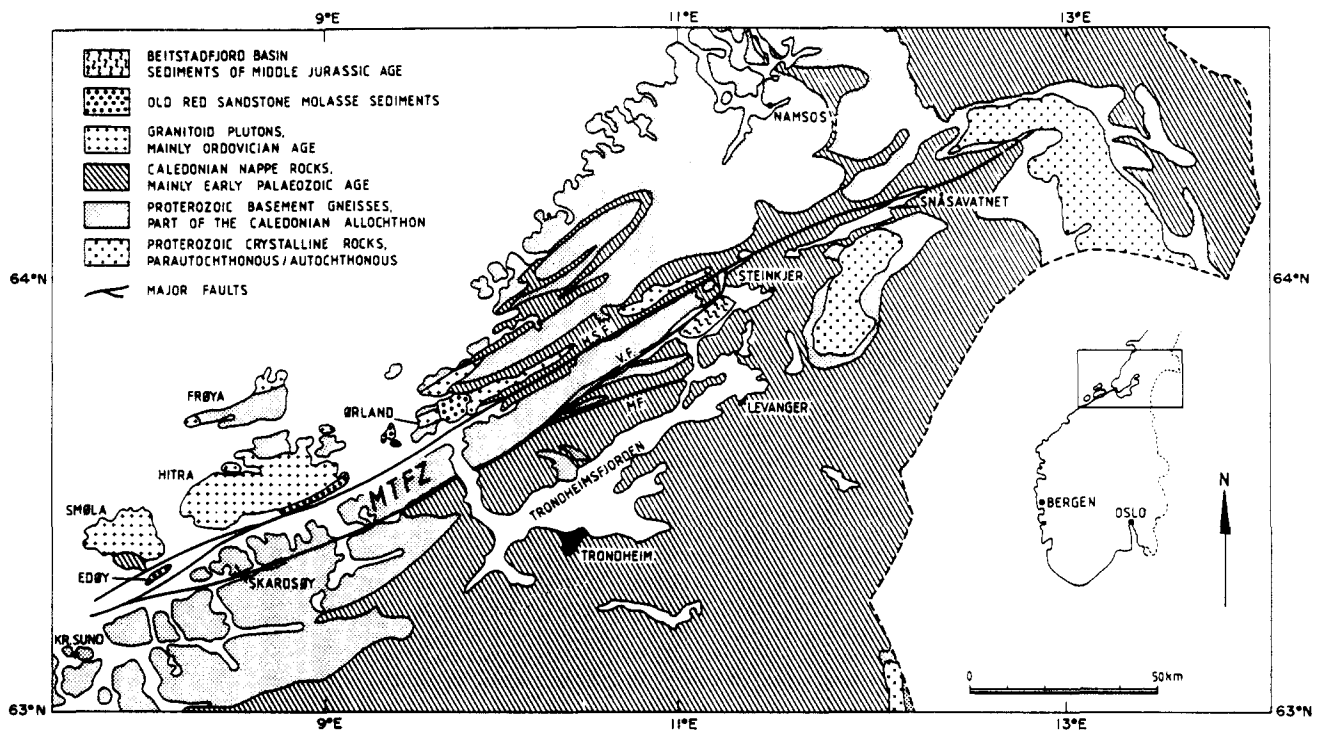 9°E
11°E
13°E
BEITSTADFJORD BASIN
SEDIMENTS OF MIDDLE JURASSIC AGE
OLD RED SANDSTONE MOLASSE SEDIMENTS
GRANITOID PLUTONS,
MAINLY ORDOVICIAN AGE
CALEDONIAN NAPPE ROCKS,
MAINLY EARLY PALAEOZOIC AGE
PROTEROZOIC BASEMENT GNEISSES,
PART OF THE CALEDONIAN ALLOCHTHON
PROTEROZOIC CRYSTALLINE ROCKS,
PARAUTOCHTHONOUS/AUTOCHTHONOUS
MAJOR FAULTS
NAMSOS
SNÅSAVATNET
64°N
64°N
STEINKJER
H.S.F.
V.F.
M.F.
LEVANGER
FRØYA
ØRLAND
HITRA
MTFZ
TRONDHEIMSFJORDEN
SMØLA
TRONDHEIM
EDØY
SKARDSØY
KR.SUND
N
BERGEN
OSLO
0
50km
63°N
63°N
9°E
11°E
13°E